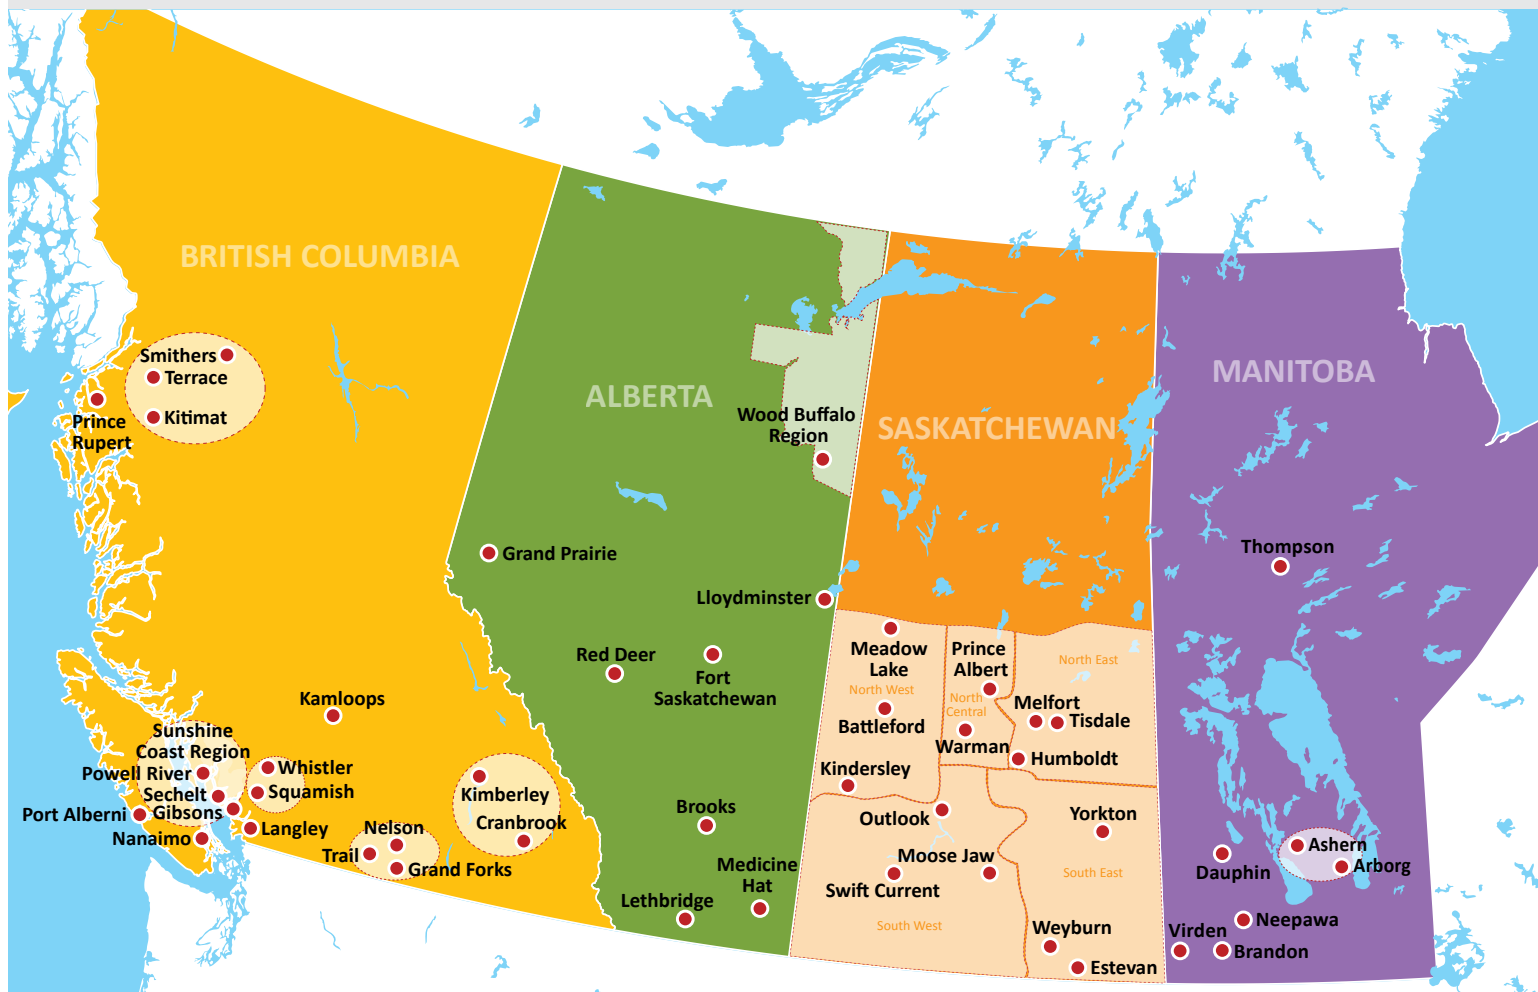 BRITISH COLUMBIA
Smithers
Terrace
Kitimat
Prince
Rupert
Kamloops
Sunshine
Coast Region
Powell River
Sechelt
Gibsons
Port Alberni
Nanaimo
Whistler
Squamish
Langley
Nelson
Trail
Grand Forks
Kimberley
Cranbrook
ALBERTA
Wood Buffalo
Region
Grand Prairie
Lloydminster
Red Deer
Fort
Saskatchewan
Brooks
Medicine
Hat
Lethbridge
SASKATCHEWAN
Meadow
Lake
North West
Battleford
Kindersley
Prince
Albert
North
Central
Warman
North East
Melfort
Tisdale
Humboldt
Outlook
Moose Jaw
Swift Current
South West
Yorkton
South East
Weyburn
Estevan
MANITOBA
Thompson
Dauphin
Ashern
Arborg
Neepawa
Virden
Brandon